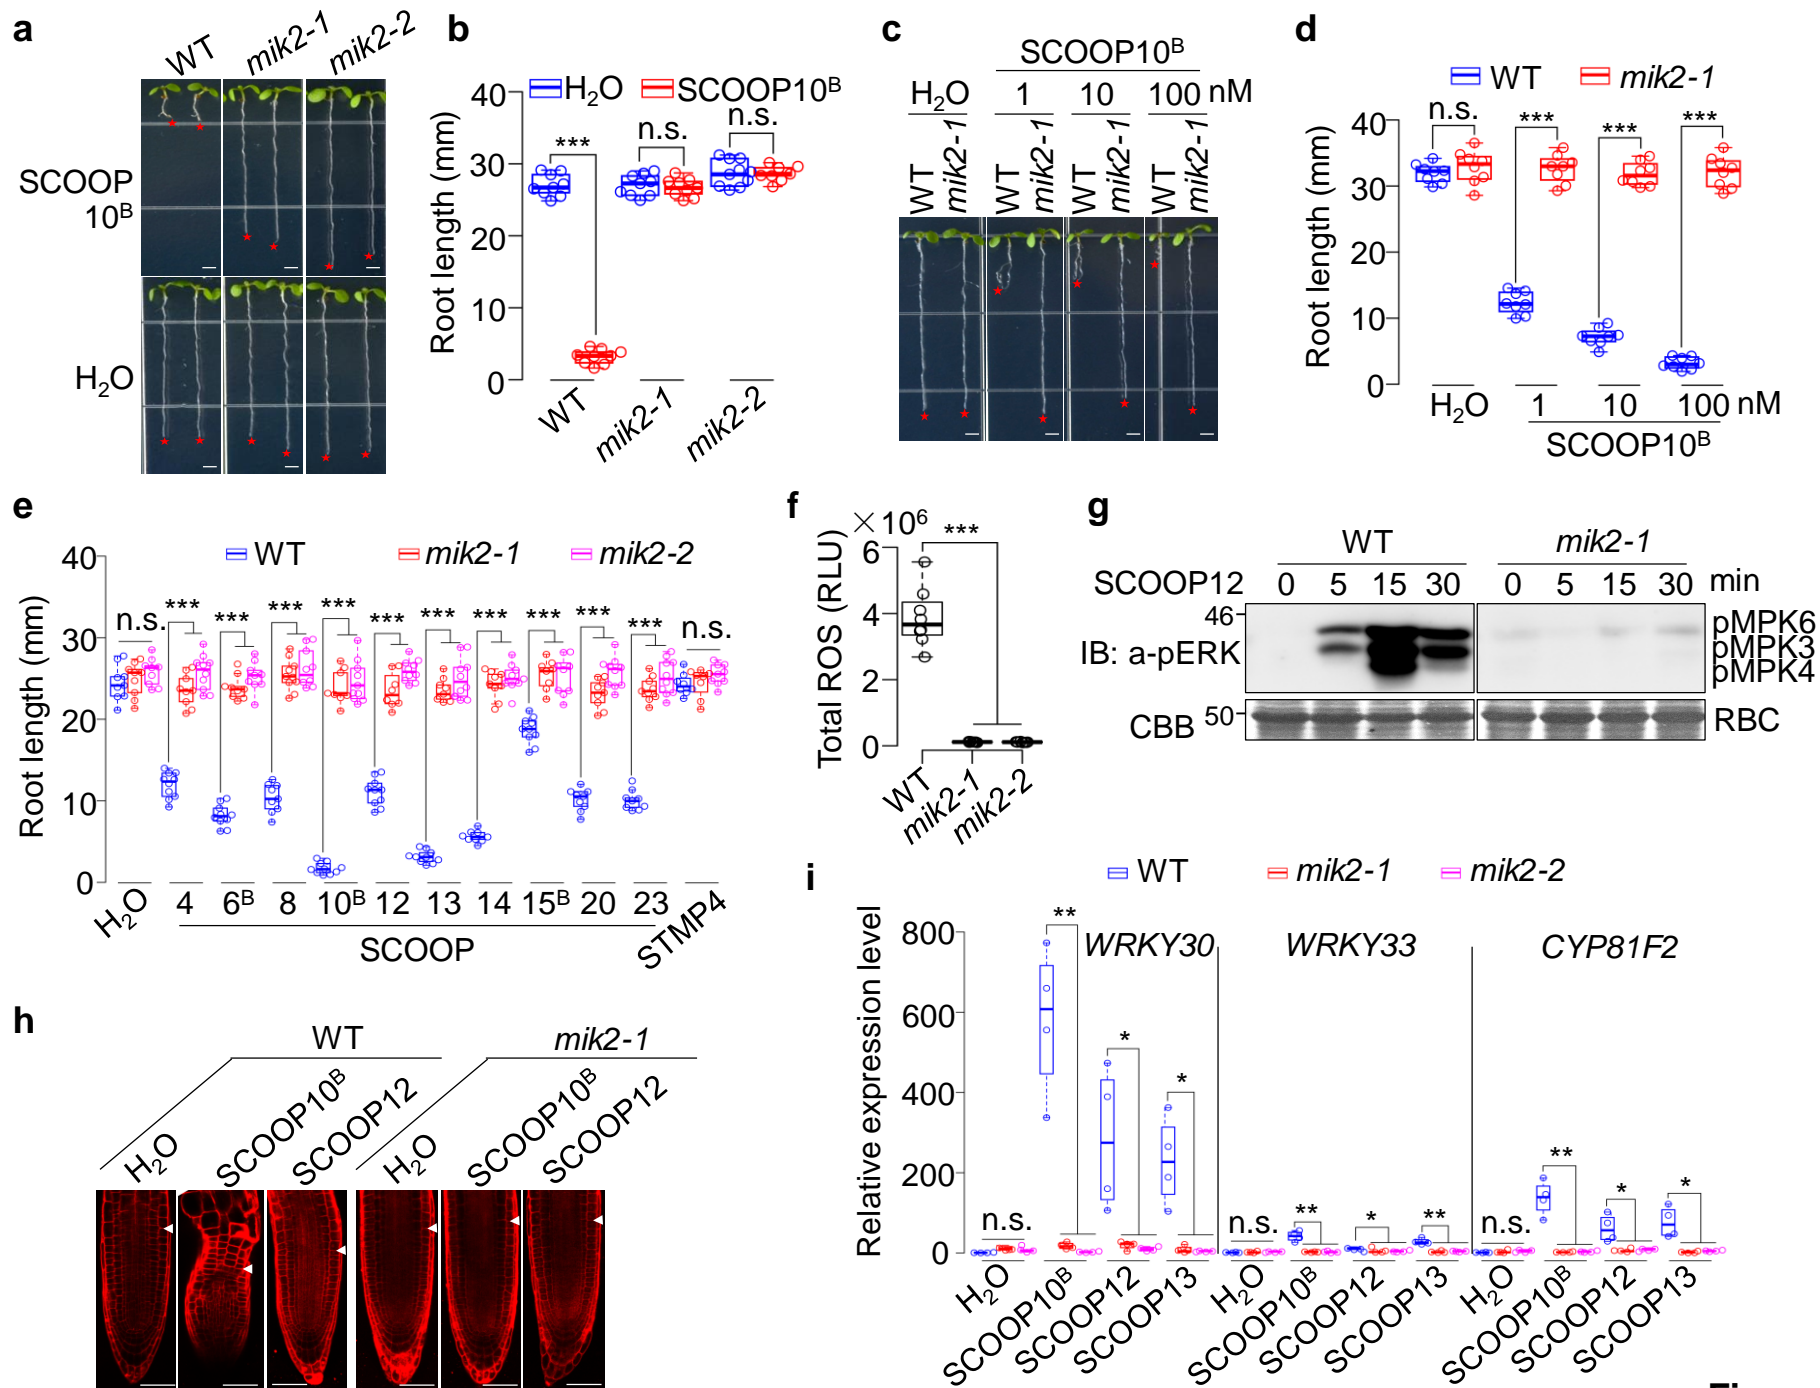 a
WT
mik2-1
mik2-2
SCOOP
10ᴮ
H₂O
b
H₂O
SCOOP10ᴮ
Root length (mm)
40
30
20
10
0
***
n.s.
n.s.
WT
mik2-1
mik2-2
c
SCOOP10ᴮ
H₂O 1 10 100 nM
WT mik2-1 WT mik2-1 WT mik2-1 WT mik2-1
d
WT mik2-1
Root length (mm)
40
30
20
10
0
n.s. *** *** ***
H₂O 1 10 100 nM
SCOOP10ᴮ
e
WT mik2-1 mik2-2
Root length (mm)
40
30
20
10
0
n.s. *** *** *** *** *** *** *** *** *** *** n.s.
H₂O 4 6ᴮ 8 10ᴮ 12 13 14 15ᴮ 20 23 STMP4
SCOOP
f
×10⁶
Total ROS (RLU)
6
4
2
0
***
WT
mik2-1
mik2-2
g
WT mik2-1
SCOOP12 0 5 15 30 0 5 15 30 min
46
IB: a-pERK
pMPK6
pMPK3
pMPK4
CBB 50 RBC
h
WT mik2-1
H₂O SCOOP10ᴮ SCOOP12 H₂O SCOOP10ᴮ SCOOP12
i
WT mik2-1 mik2-2
Relative expression level
800
600
400
200
0
WRKY30 WRKY33 CYP81F2
n.s. ** * * n.s. ** * ** n.s. ** * *
H₂O SCOOP10ᴮ SCOOP12 SCOOP13 H₂O SCOOP10ᴮ SCOOP12 SCOOP13 H₂O SCOOP10ᴮ SCOOP12 SCOOP13